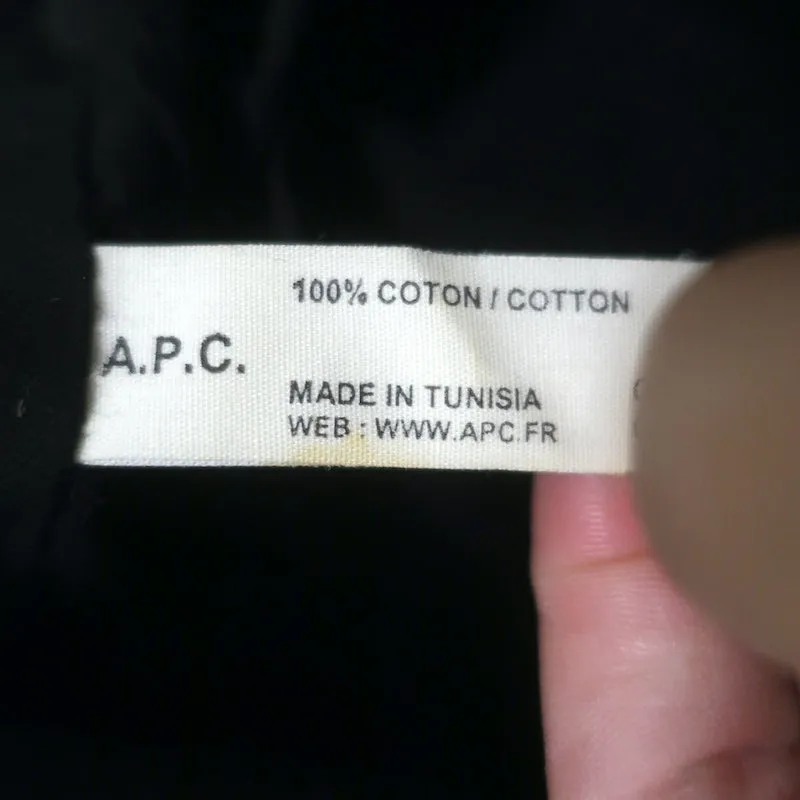 100% COTON / COTTON
A.P.C.
MADE IN TUNISIA
WEB : WWW.APC.FR